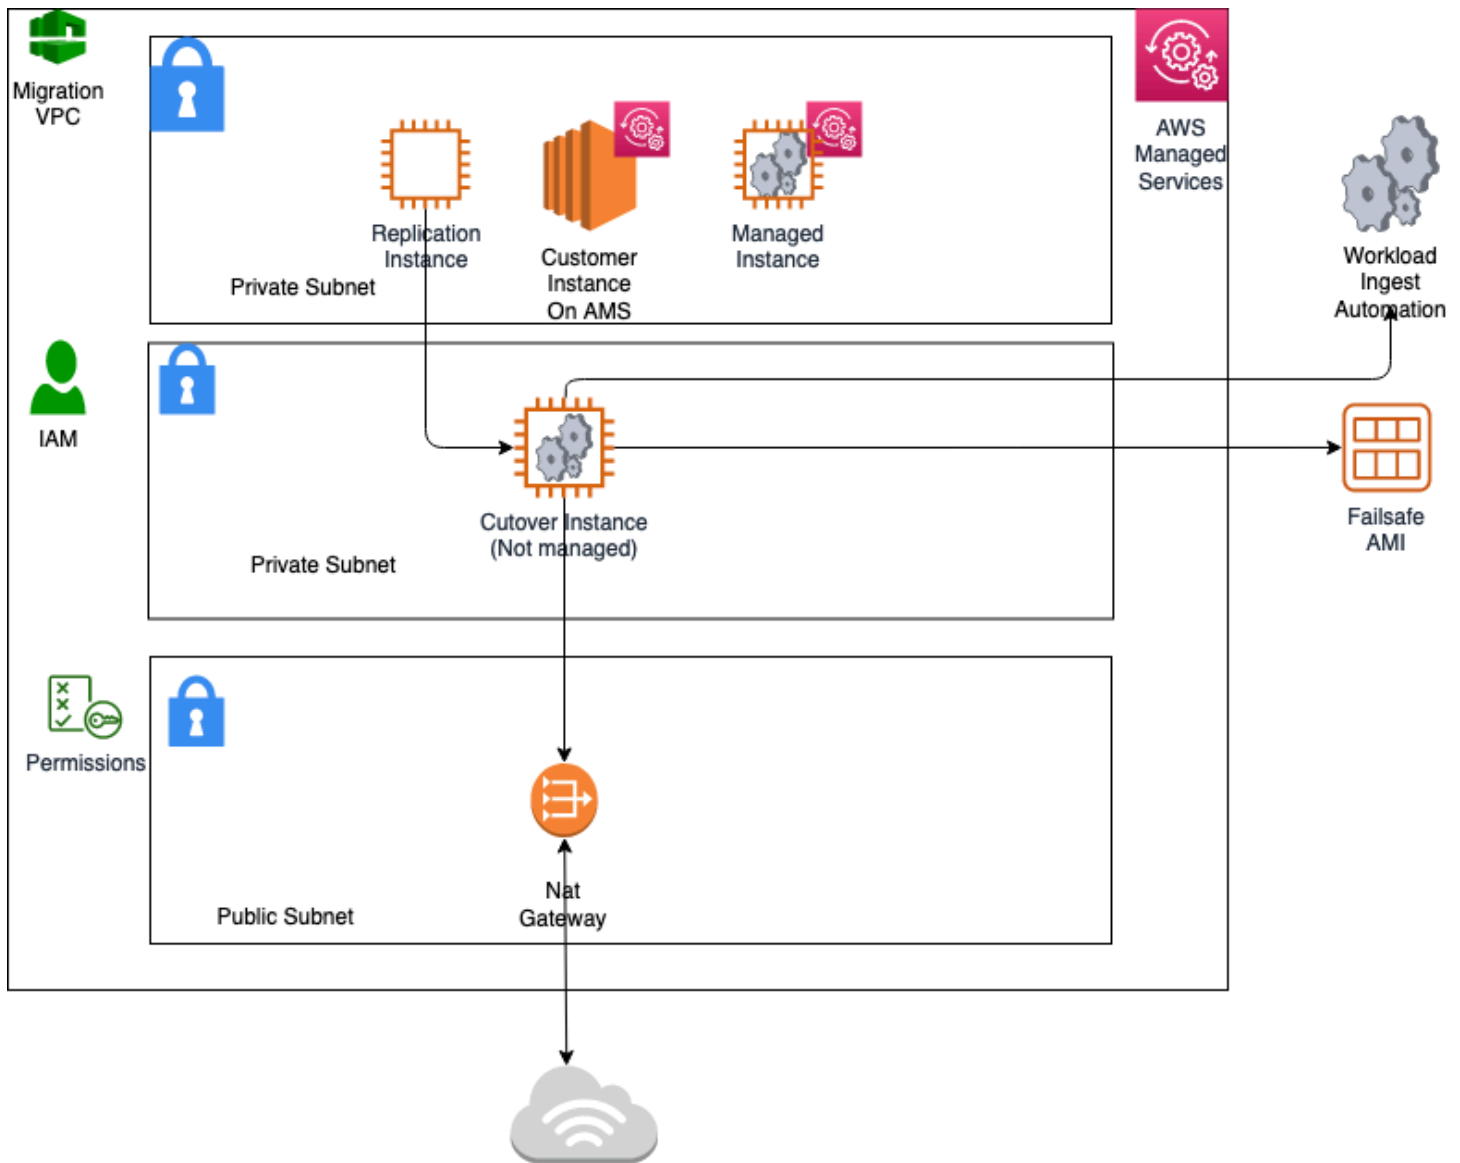 Migration
VPC
AWS
Managed
Services
Replication
Instance
Customer
Instance
On AMS
Managed
Instance
Private Subnet
Workload
Ingest
Automation
IAM
Cutover Instance
(Not managed)
Private Subnet
Failsafe
AMI
Permissions
Nat
Gateway
Public Subnet